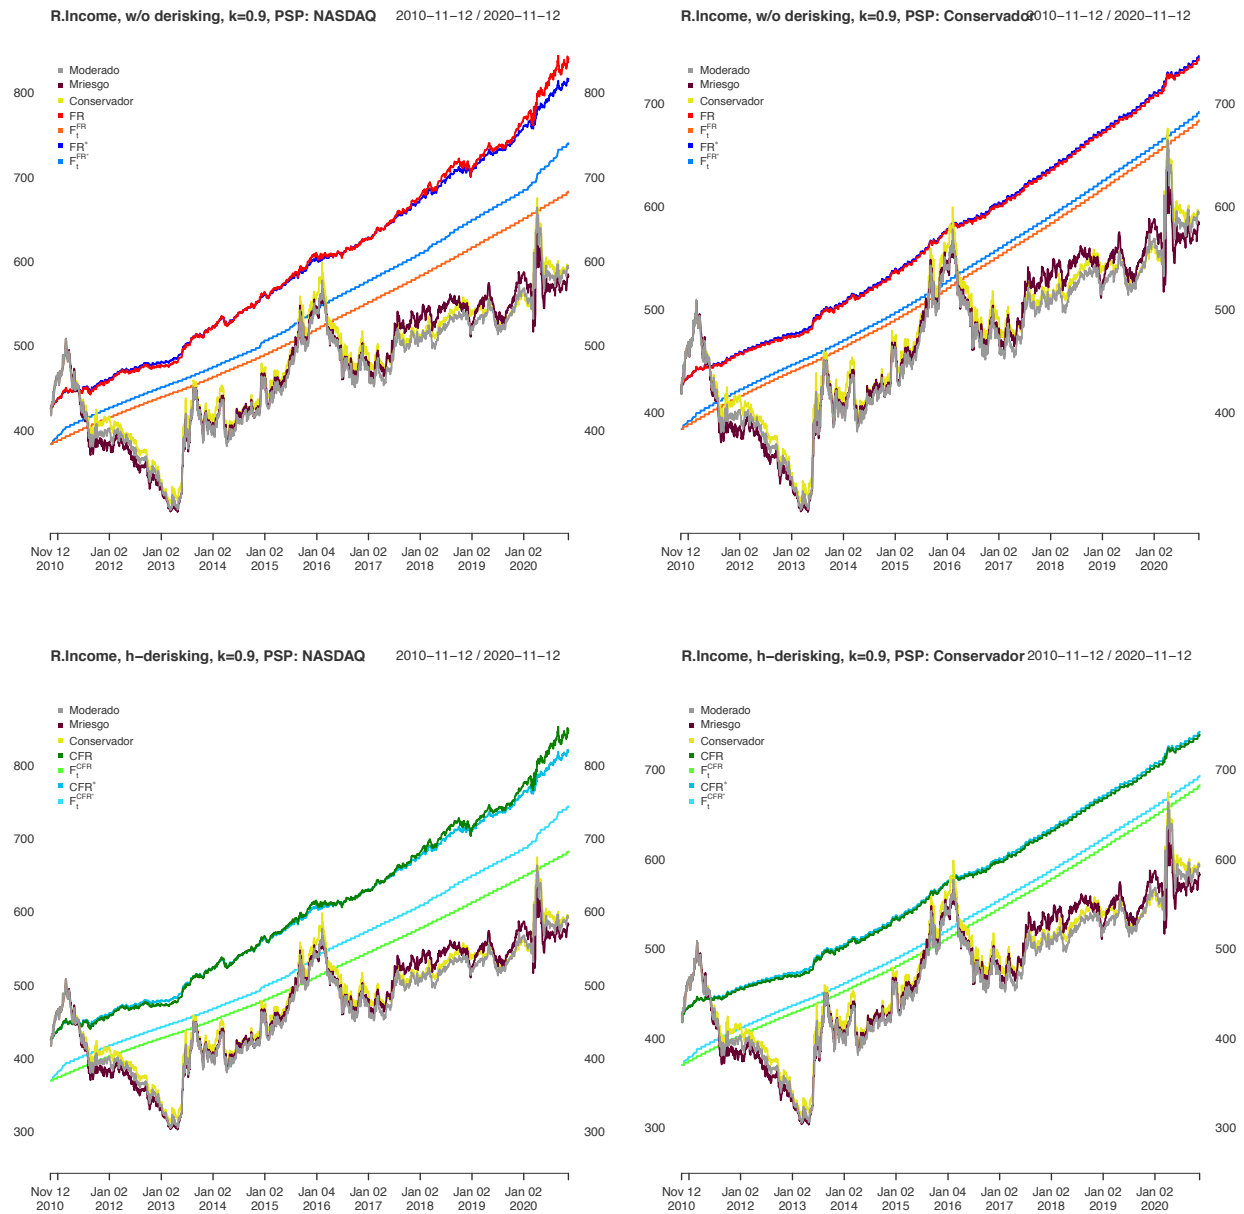 R.Income, w/o derisking, k=0.9, PSP: NASDAQ 2010−11−12 / 2020−11−12
Moderado
Mriesgo
Conservador
FR
F_t^FR
FR*
F_t^FR*
800 800
700 700
600 600
500 500
400 400
Nov 12 Jan 02 Jan 02 Jan 02 Jan 02 Jan 04 Jan 02 Jan 02 Jan 02 Jan 02
2010 2012 2013 2014 2015 2016 2017 2018 2019 2020
R.Income, w/o derisking, k=0.9, PSP: Conservador 2010−11−12 / 2020−11−12
Moderado
Mriesgo
Conservador
FR
F_t^FR
FR*
F_t^FR*
700 700
600 600
500 500
400 400
Nov 12 Jan 02 Jan 02 Jan 02 Jan 02 Jan 04 Jan 02 Jan 02 Jan 02 Jan 02
2010 2012 2013 2014 2015 2016 2017 2018 2019 2020
R.Income, h−derisking, k=0.9, PSP: NASDAQ 2010−11−12 / 2020−11−12
Moderado
Mriesgo
Conservador
CFR
F_t^CFR
CFR*
F_t^CFR*
800 800
700 700
600 600
500 500
400 400
300 300
Nov 12 Jan 02 Jan 02 Jan 02 Jan 02 Jan 04 Jan 02 Jan 02 Jan 02 Jan 02
2010 2012 2013 2014 2015 2016 2017 2018 2019 2020
R.Income, h−derisking, k=0.9, PSP: Conservador 2010−11−12 / 2020−11−12
Moderado
Mriesgo
Conservador
CFR
F_t^CFR
CFR*
F_t^CFR*
700 700
600 600
500 500
400 400
300 300
Nov 12 Jan 02 Jan 02 Jan 02 Jan 02 Jan 04 Jan 02 Jan 02 Jan 02 Jan 02
2010 2012 2013 2014 2015 2016 2017 2018 2019 2020